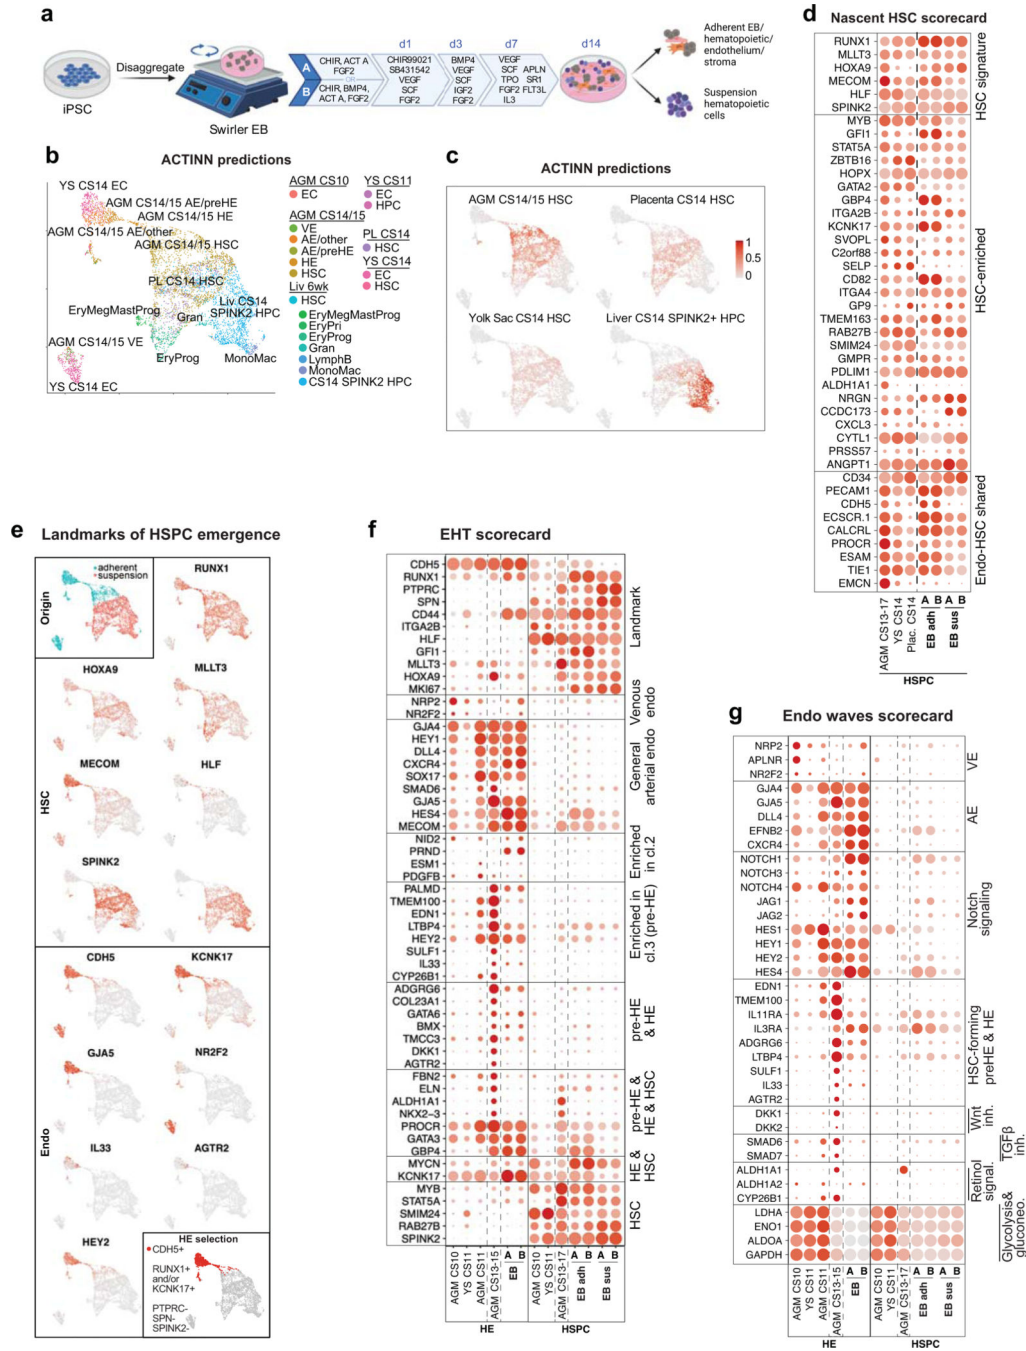 a
iPSC
Disaggregate
Swirler EB
A
CHIR, ACT A
FGF2
OR
B
CHIR, BMP4,
ACT A, FGF2
d1
CHIR99021
SB431542
VEGF
SCF
FGF2
d3
BMP4
VEGF
SCF
IGF2
FGF2
d7
VEGF
SCF APLN
TPO SR1
FGF2 FLT3L
IL3
d14
Adherent EB/
hematopoietic/
endothelium/
stroma
Suspension
hematopoietic
cells
b
ACTINN predictions
YS CS14 EC
AGM CS14/15 AE/preHE
AGM CS14/15 HE
AGM CS14/15 AE/other
AGM CS14/15 HSC
PL CS14 HSC
Liv CS14
SPINK2 HPC
EryMegMastProg
Gran
AGM CS14/15 VE
EryProg
MonoMac
YS CS14 EC
AGM CS10
EC
AGM CS14/15
VE
AE/other
AE/preHE
HE
HSC
Liv 6wk
HSC
EryMegMastProg
EryPri
EryProg
Gran
LymphB
MonoMac
CS14 SPINK2 HPC
YS CS11
EC
HPC
PL CS14
HSC
YS CS14
EC
HSC
c
ACTINN predictions
AGM CS14/15 HSC
Placenta CS14 HSC
1
0.5
0
Yolk Sac CS14 HSC
Liver CS14 SPINK2+ HPC
d
Nascent HSC scorecard
RUNX1
MLLT3
HOXA9
MECOM
HLF
SPINK2
HSC signature
MYB
GFI1
STAT5A
ZBTB16
HOPX
GATA2
GBP4
ITGA2B
KCNK17
SVOPL
C2orf88
SELP
CD82
ITGA4
GP9
TMEM163
RAB27B
SMIM24
GMPR
PDLIM1
ALDH1A1
NRGN
CCDC173
CXCL3
CYTL1
PRSS57
ANGPT1
HSC-enriched
CD34
PECAM1
CDH5
ECSCR.1
CALCRL
PROCR
ESAM
TIE1
EMCN
Endo-HSC shared
AGM CS13-17
YS CS14
Plac. CS14
A B
EB adh
A B
EB sus
HSPC
e
Landmarks of HSPC emergence
Origin
adherent
suspension
RUNX1
HSC
HOXA9
MLLT3
MECOM
HLF
SPINK2
Endo
CDH5
KCNK17
GJA5
NR2F2
IL33
AGTR2
HEY2
HE selection
CDH5+
RUNX1+
and/or
KCNK17+
PTPRC-
SPN-
SPINK2-
f
EHT scorecard
CDH5
RUNX1
PTPRC
SPN
CD44
ITGA2B
HLF
GFI1
MLLT3
HOXA9
MKI67
Landmark
NRP2
NR2F2
Venous
endo
GJA4
HEY1
DLL4
CXCR4
SOX17
SMAD6
GJA5
HES4
MECOM
General
arterial endo
NID2
PRND
ESM1
PDGFB
Enriched
in cl.2
PALMD
TMEM100
EDN1
LTBP4
HEY2
SULF1
IL33
CYP26B1
Enriched in
cl.3 (pre-HE)
ADGRG6
COL23A1
GATA6
BMX
TMCC3
DKK1
AGTR2
pre-HE
& HE
FBN2
ELN
ALDH1A1
NKX2-3
PROCR
GATA3
GBP4
pre-HE &
HE & HSC
MYCN
KCNK17
HE &
HSC
MYB
STAT5A
SMIM24
RAB27B
SPINK2
HSC
AGM CS10
YS CS11
AGM CS11
AGM CS13-15
A B
EB
HE
AGM CS10
YS CS11
AGM CS13-17
A B
EB adh
A B
EB sus
HSPC
g
Endo waves scorecard
NRP2
APLNR
NR2F2
VE
GJA4
GJA5
DLL4
EFNB2
CXCR4
AE
NOTCH1
NOTCH3
NOTCH4
JAG1
JAG2
HES1
HEY1
HEY2
HES4
Notch
signaling
EDN1
TMEM100
IL11RA
IL3RA
ADGRG6
LTBP4
SULF1
IL33
AGTR2
HSC-forming
preHE & HE
DKK1
DKK2
Wnt
inh.
SMAD6
SMAD7
TGFβ
inh.
ALDH1A1
ALDH1A2
CYP26B1
Retinol
signal.
LDHA
ENO1
ALDOA
GAPDH
Glycolysis&
gluconeo.
AGM CS10
YS CS11
AGM CS11
AGM CS13-15
A B
EB
HE
AGM CS10
YS CS11
AGM CS13-17
A B
EB adh
A B
EB sus
HSPC